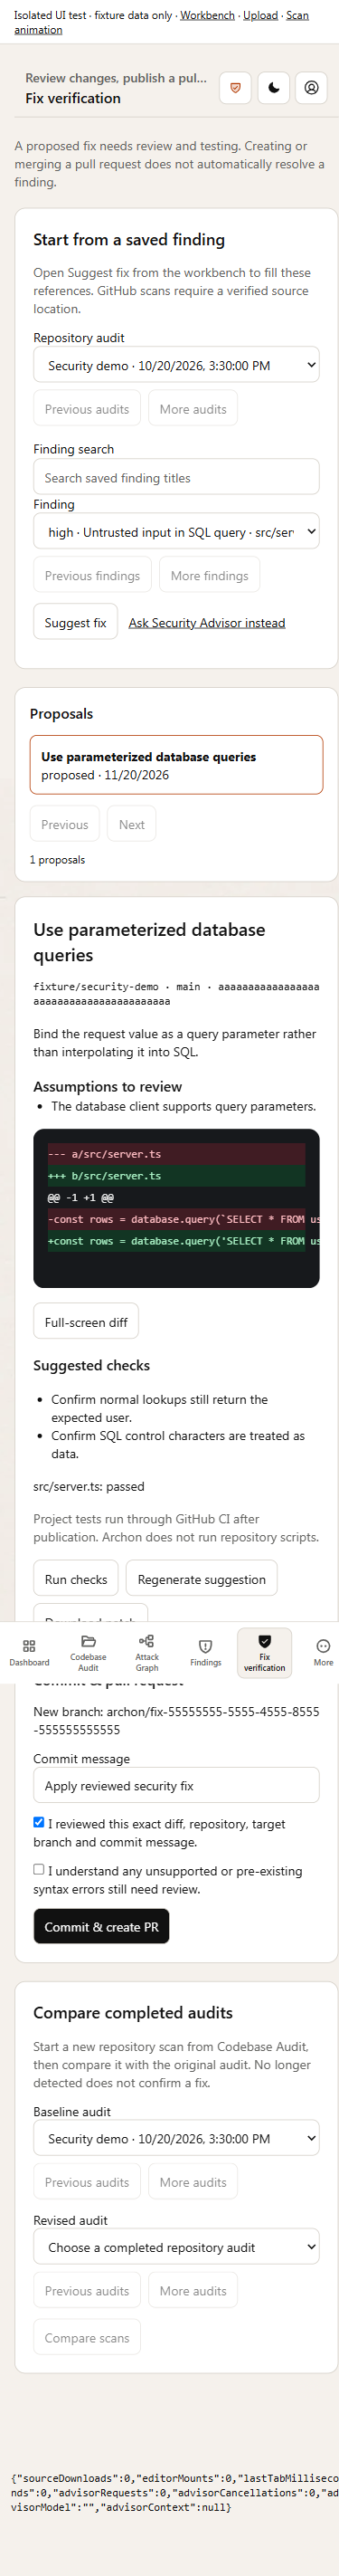 Isolated UI test · fixture data only · Workbench · Upload · Scan
animation
Review changes, publish a pul...
Fix verification
A proposed fix needs review and testing. Creating or
merging a pull request does not automatically resolve a
finding.
Start from a saved finding
Open Suggest fix from the workbench to fill these
references. GitHub scans require a verified source
location.
Repository audit
Security demo · 10/20/2026, 3:30:00 PM
Previous audits
More audits
Finding search
Search saved finding titles
Finding
high · Untrusted input in SQL query · src/ser
Previous findings
More findings
Suggest fix
Ask Security Advisor instead
Proposals
Use parameterized database queries
proposed · 11/20/2026
Previous
Next
1 proposals
Use parameterized database
queries
fixture/security-demo · main · aaaaaaaaaaaaaaaaa
aaaaaaaaaaaaaaaaaaaaaaa
Bind the request value as a query parameter rather
than interpolating it into SQL.
Assumptions to review
• The database client supports query parameters.
--- a/src/server.ts
+++ b/src/server.ts
@@ -1 +1 @@
-const rows = database.query(`SELECT * FROM us
+const rows = database.query('SELECT * FROM us
Full-screen diff
Suggested checks
• Confirm normal lookups still return the
expected user.
• Confirm SQL control characters are treated as
data.
src/server.ts: passed
Project tests run through GitHub CI after
publication. Archon does not run repository scripts.
Run checks
Regenerate suggestion
Download patch
Dashboard
Codebase
Audit
Attack
Graph
Findings
Fix
verification
More
Commit & pull request
New branch: archon/fix-55555555-5555-4555-8555
-555555555555
Commit message
Apply reviewed security fix
I reviewed this exact diff, repository, target
branch and commit message.
I understand any unsupported or pre-existing
syntax errors still need review.
Commit & create PR
Compare completed audits
Start a new repository scan from Codebase Audit,
then compare it with the original audit. No longer
detected does not confirm a fix.
Baseline audit
Security demo · 10/20/2026, 3:30:00 PM
Previous audits
More audits
Revised audit
Choose a completed repository audit
Previous audits
More audits
Compare scans
{"sourceDownloads":0,"editorMounts":0,"lastTabMilliseco
nds":0,"advisorRequests":0,"advisorCancellations":0,"ad
visorModel":"","advisorContext":null}